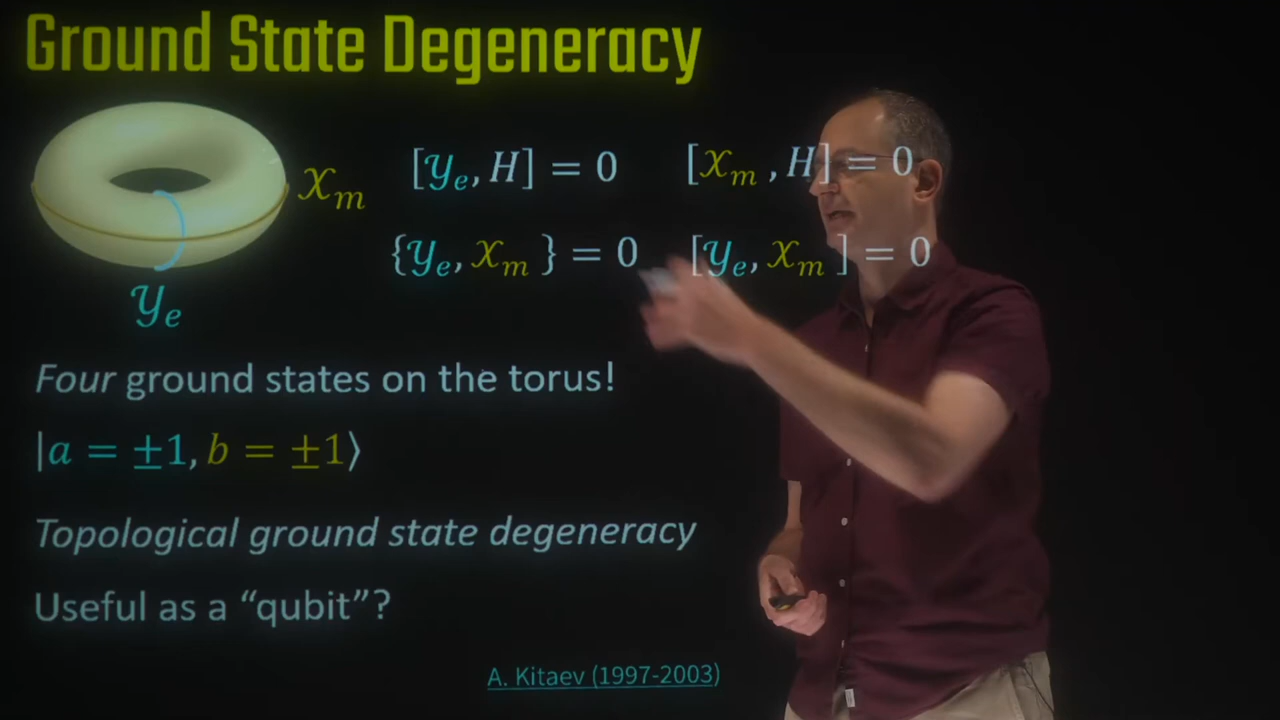 Ground State Degeneracy
𝒳ₘ
[𝒴ₑ, H] = 0 [𝒳ₘ, H] = 0
{𝒴ₑ, 𝒳ₘ} = 0 [𝒴ₑ, 𝒳ₘ] = 0
𝒴ₑ
Four ground states on the torus!
|a = ±1, b = ±1⟩
Topological ground state degeneracy
Useful as a “qubit”?
A. Kitaev (1997-2003)